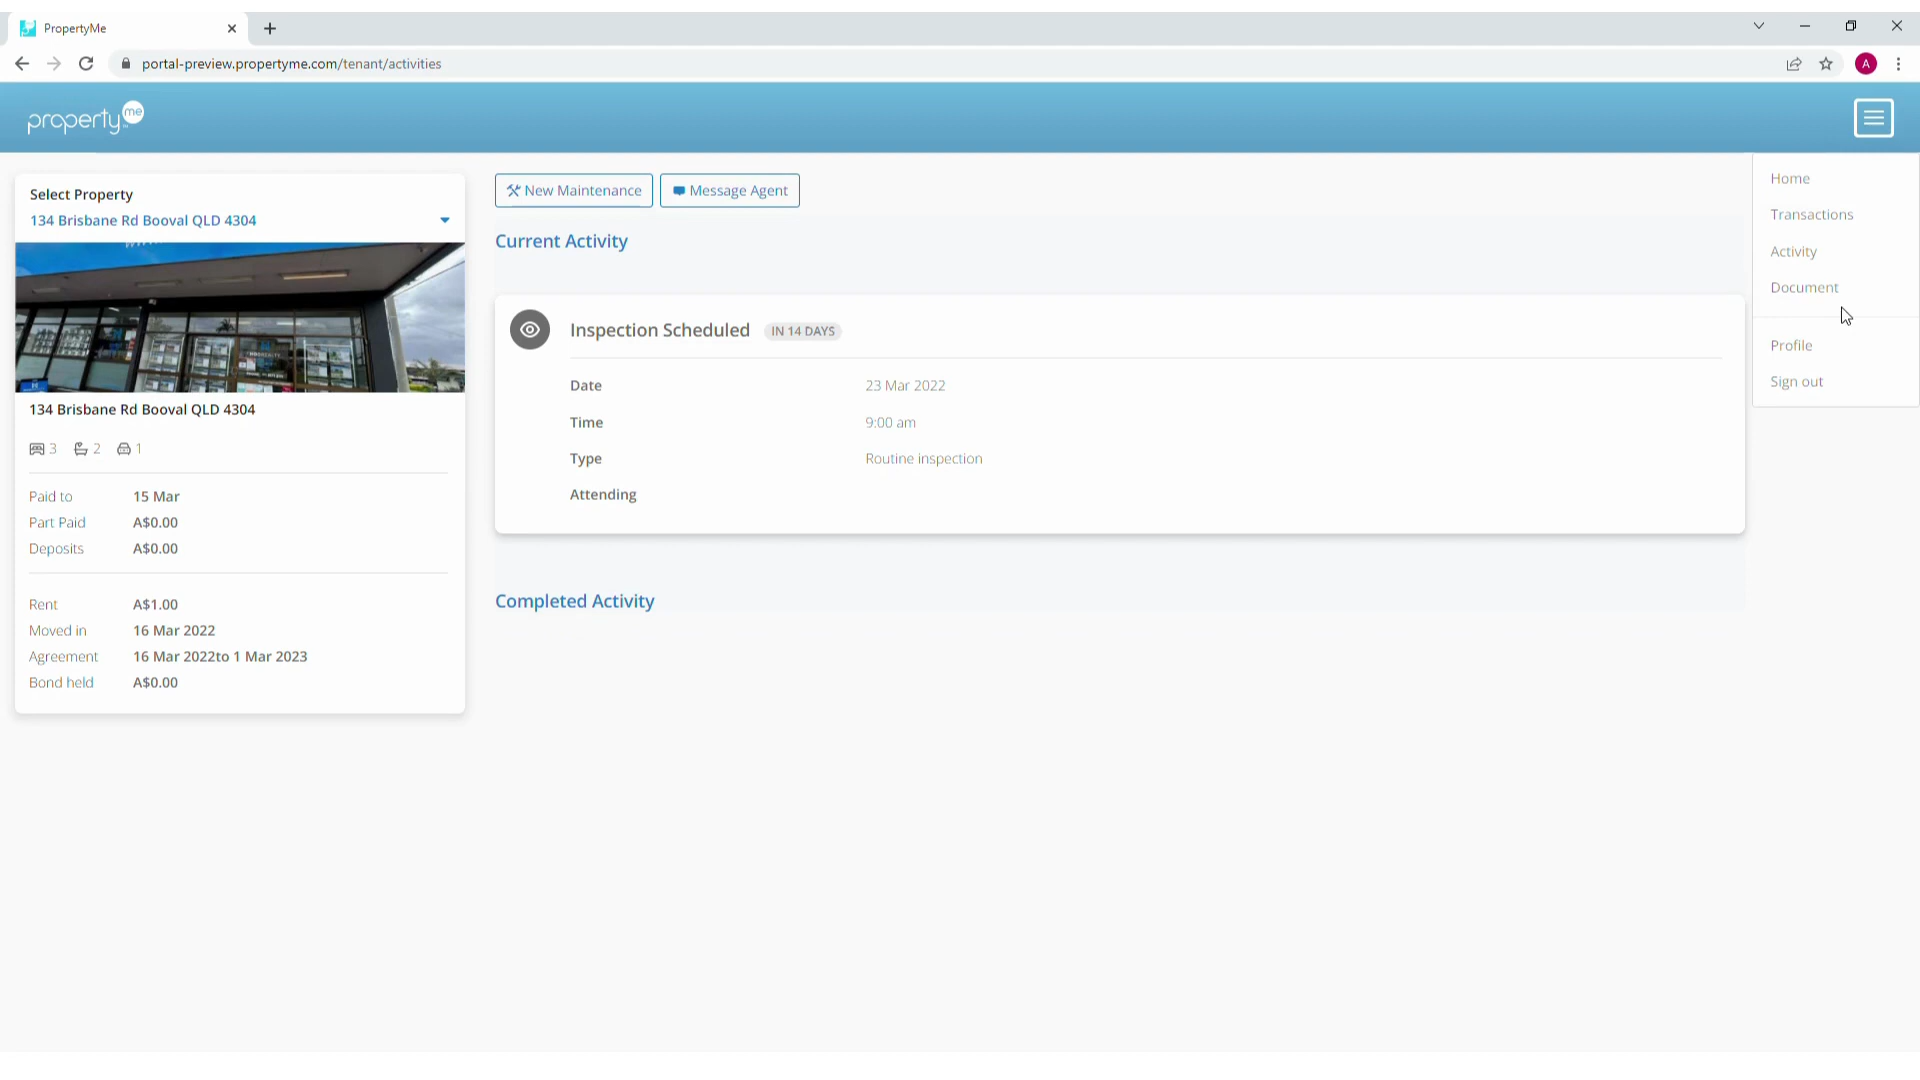 PropertyMe
portal-preview.propertyme.com/tenant/activities
A
property me
Home
Transactions
Activity
Document
Profile
Sign out
Select Property
134 Brisbane Rd Booval QLD 4304
134 Brisbane Rd Booval QLD 4304
3 2 1
Paid to 15 Mar
Part Paid A$0.00
Deposits A$0.00
Rent A$1.00
Moved in 16 Mar 2022
Agreement 16 Mar 2022to 1 Mar 2023
Bond held A$0.00
New Maintenance
Message Agent
Current Activity
Inspection Scheduled IN 14 DAYS
Date 23 Mar 2022
Time 9:00 am
Type Routine inspection
Attending
Completed Activity